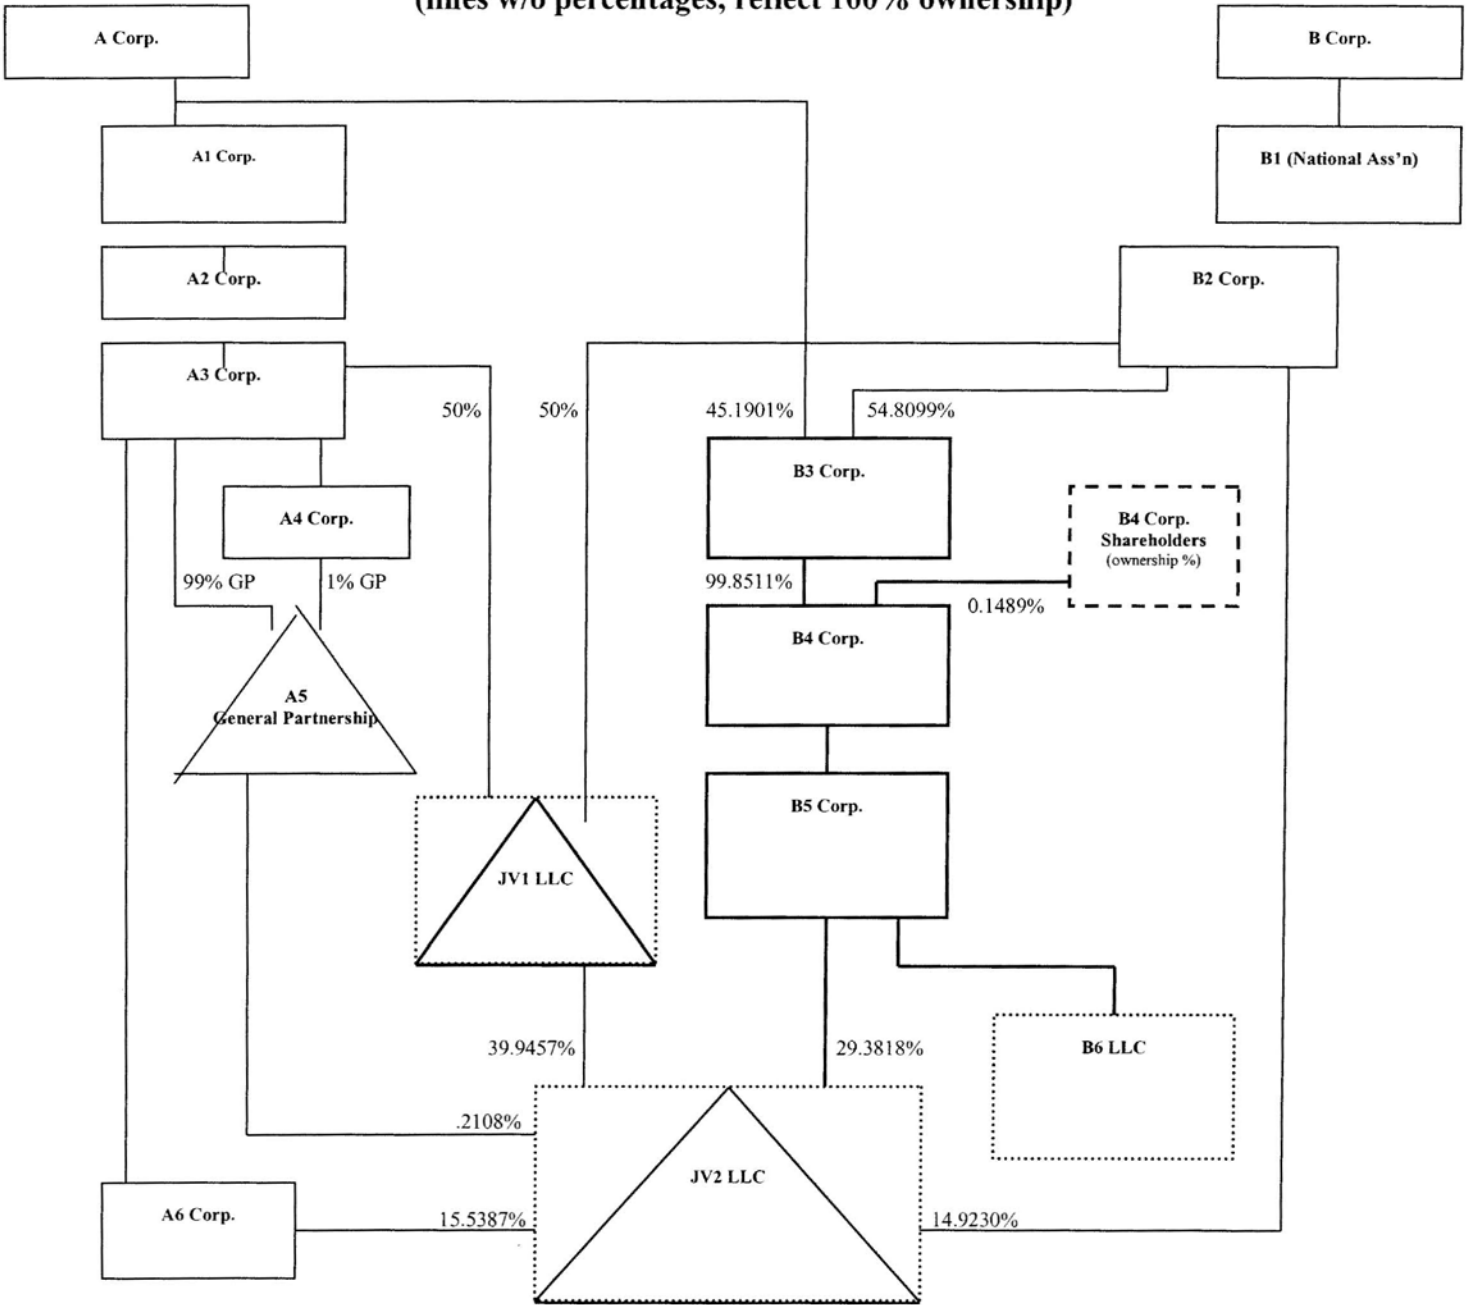 (lines w/o percentages, reflect 100% ownership)
A Corp.
B Corp.
A1 Corp.
B1 (National Ass'n)
A2 Corp.
B2 Corp.
A3 Corp.
50%
50%
45.1901%
54.8099%
B3 Corp.
A4 Corp.
B4 Corp.
Shareholders
(ownership %)
99% GP
1% GP
99.8511%
0.1489%
B4 Corp.
A5
General Partnership
B5 Corp.
JV1 LLC
39.9457%
29.3818%
B6 LLC
.2108%
JV2 LLC
A6 Corp.
15.5387%
14.9230%